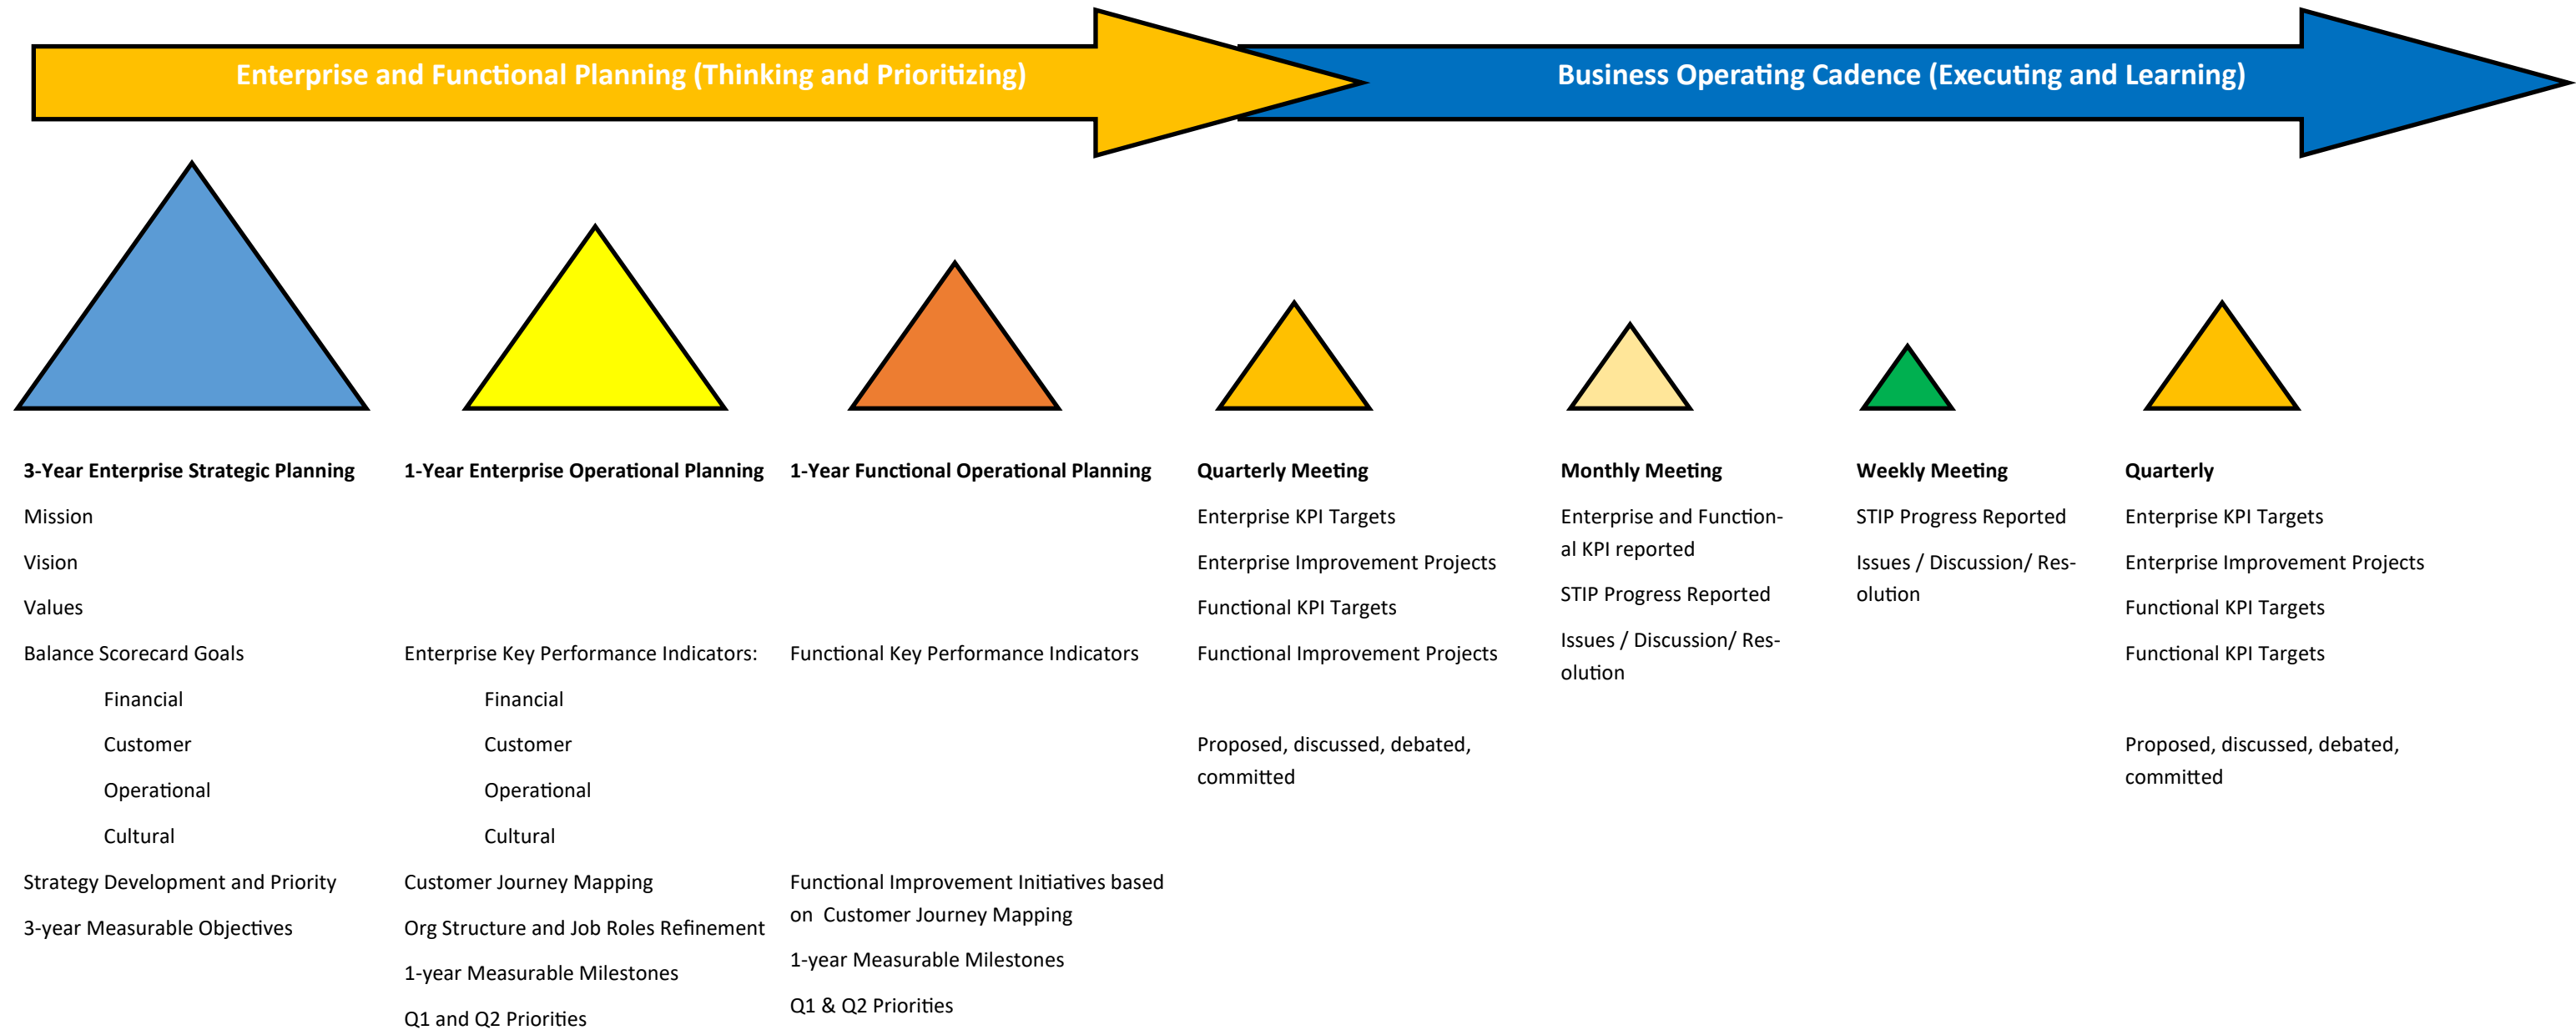 Enterprise and Functional Planning (Thinking and Prioritizing)
Business Operating Cadence (Executing and Learning)
3-Year Enterprise Strategic Planning
Mission
Vision
Values
Balance Scorecard Goals
Financial
Customer
Operational
Cultural
Strategy Development and Priority
3-year Measurable Objectives
1-Year Enterprise Operational Planning
Enterprise Key Performance Indicators:
Financial
Customer
Operational
Cultural
Customer Journey Mapping
Org Structure and Job Roles Refinement
1-year Measurable Milestones
Q1 and Q2 Priorities
1-Year Functional Operational Planning
Functional Key Performance Indicators
Functional Improvement Initiatives based
on  Customer Journey Mapping
1-year Measurable Milestones
Q1 & Q2 Priorities
Quarterly Meeting
Enterprise KPI Targets
Enterprise Improvement Projects
Functional KPI Targets
Functional Improvement Projects
Proposed, discussed, debated,
committed
Monthly Meeting
Enterprise and Function-
al KPI reported
STIP Progress Reported
Issues / Discussion/ Res-
olution
Weekly Meeting
STIP Progress Reported
Issues / Discussion/ Res-
olution
Quarterly
Enterprise KPI Targets
Enterprise Improvement Projects
Functional KPI Targets
Functional KPI Targets
Proposed, discussed, debated,
committed